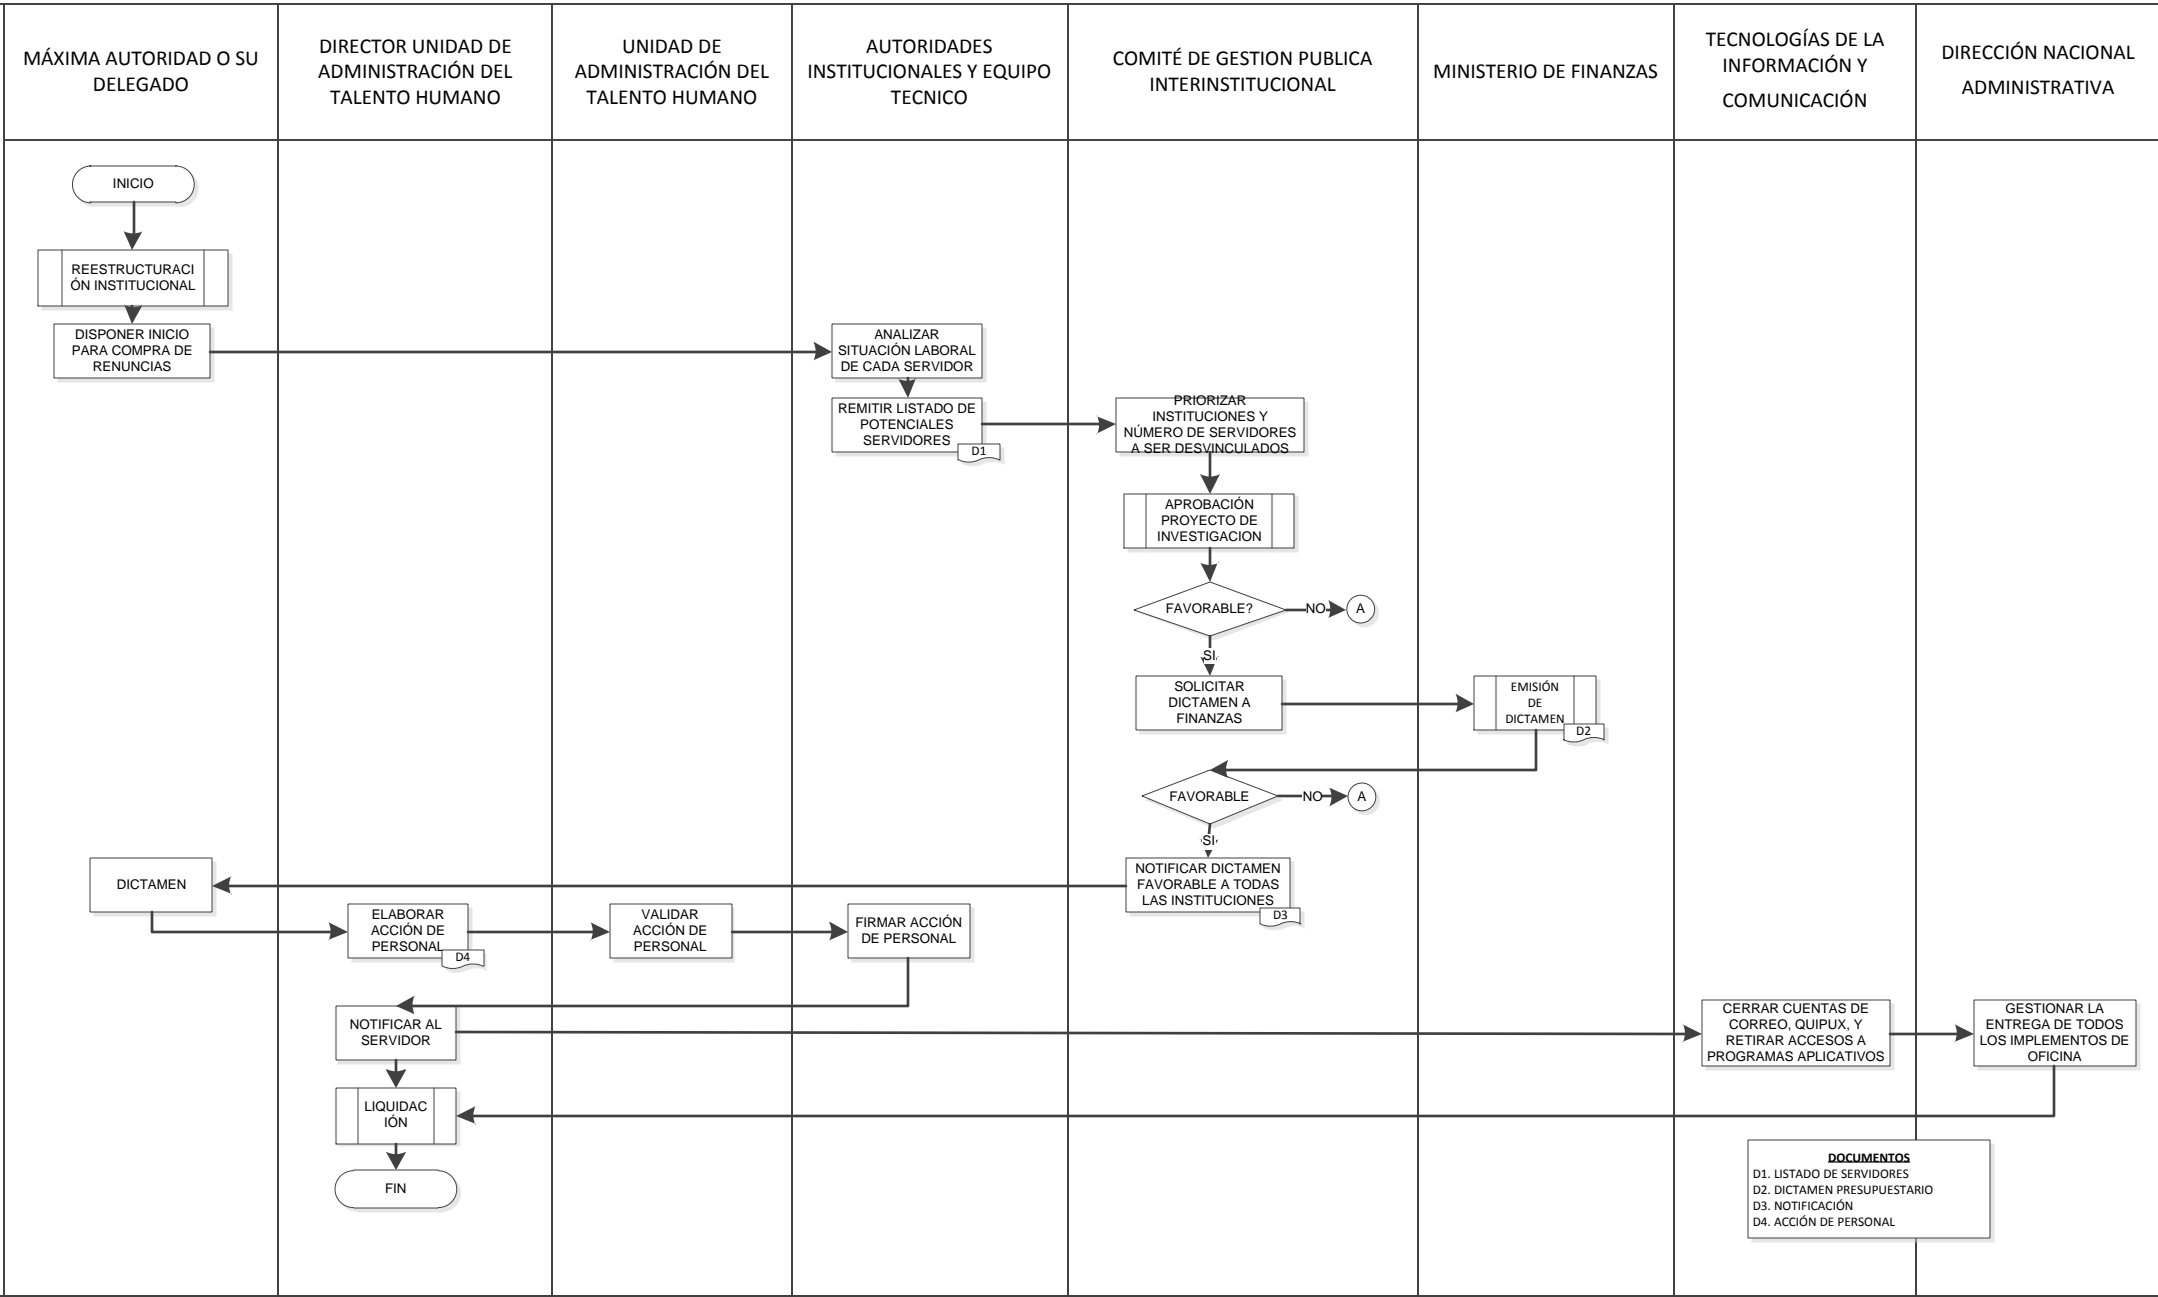 MÁXIMA AUTORIDAD O SU
DELEGADO
DIRECTOR UNIDAD DE
ADMINISTRACIÓN DEL
TALENTO HUMANO
UNIDAD DE
ADMINISTRACIÓN DEL
TALENTO HUMANO
AUTORIDADES
INSTITUCIONALES Y EQUIPO
TECNICO
COMITÉ DE GESTION PUBLICA
INTERINSTITUCIONAL
MINISTERIO DE FINANZAS
TECNOLOGÍAS DE LA
INFORMACIÓN Y
COMUNICACIÓN
DIRECCIÓN NACIONAL
ADMINISTRATIVA
INICIO
REESTRUCTURACI
ÓN INSTITUCIONAL
DISPONER INICIO
PARA COMPRA DE
RENUNCIAS
ANALIZAR
SITUACIÓN LABORAL
DE CADA SERVIDOR
REMITIR LISTADO DE
POTENCIALES
SERVIDORES
D1
PRIORIZAR
INSTITUCIONES Y
NÚMERO DE SERVIDORES
A SER DESVINCULADOS
APROBACIÓN
PROYECTO DE
INVESTIGACION
FAVORABLE?
NO
A
SI
SOLICITAR
DICTAMEN A
FINANZAS
EMISIÓN
DE
DICTAMEN
D2
FAVORABLE
NO
A
SI
NOTIFICAR DICTAMEN
FAVORABLE A TODAS
LAS INSTITUCIONES
D3
DICTAMEN
ELABORAR
ACCIÓN DE
PERSONAL
D4
VALIDAR
ACCIÓN DE
PERSONAL
FIRMAR ACCIÓN
DE PERSONAL
NOTIFICAR AL
SERVIDOR
CERRAR CUENTAS DE
CORREO, QUIPUX, Y
RETIRAR ACCESOS A
PROGRAMAS APLICATIVOS
GESTIONAR LA
ENTREGA DE TODOS
LOS IMPLEMENTOS DE
OFICINA
LIQUIDAC
IÓN
FIN
DOCUMENTOS
D1. LISTADO DE SERVIDORES
D2. DICTAMEN PRESUPUESTARIO
D3. NOTIFICACIÓN
D4. ACCIÓN DE PERSONAL